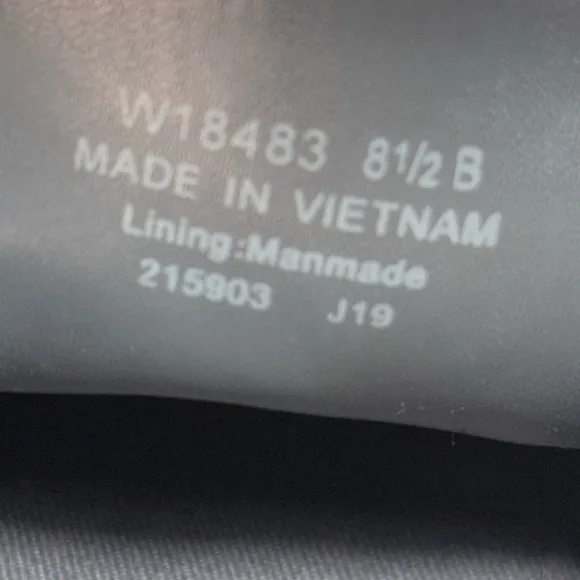 W18483 8½ B
MADE IN VIETNAM
Lining:Manmade
215903 J19